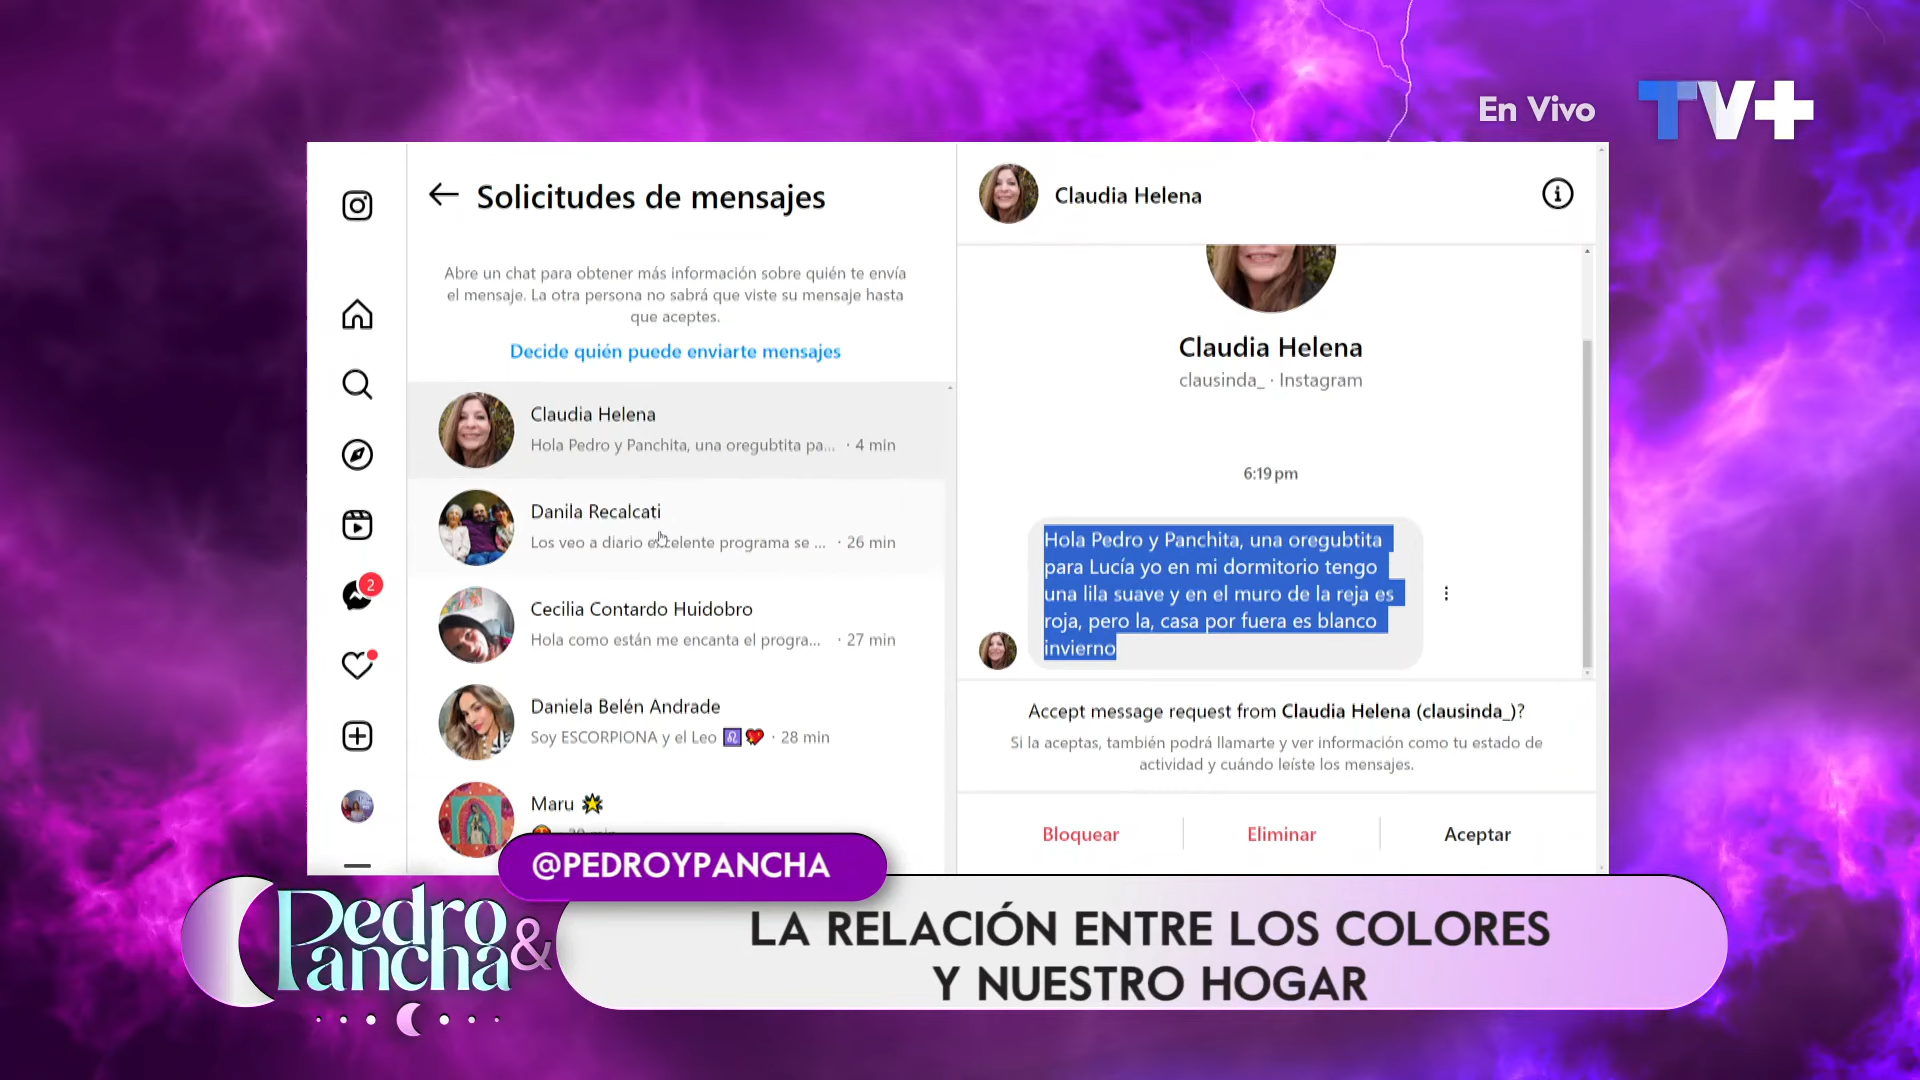 En Vivo
TV+
Solicitudes de mensajes
Abre un chat para obtener más información sobre quién te envía
el mensaje. La otra persona no sabrá que viste su mensaje hasta
que aceptes.
Decide quién puede enviarte mensajes
Claudia Helena
Hola Pedro y Panchita, una oregubtita pa... · 4 min
Danila Recalcati
Los veo a diario excelente programa se ... · 26 min
Cecilia Contardo Huidobro
Hola como están me encanta el progra... · 27 min
Daniela Belén Andrade
Soy ESCORPIONA y el Leo ♌💖 · 28 min
Maru 🌟
2
Claudia Helena
Claudia Helena
clausinda_ · Instagram
6:19 pm
Hola Pedro y Panchita, una oregubtita
para Lucía yo en mi dormitorio tengo
una lila suave y en el muro de la reja es
roja, pero la, casa por fuera es blanco
invierno
Accept message request from Claudia Helena (clausinda_)?
Si la aceptas, también podrá llamarte y ver información como tu estado de
actividad y cuándo leíste los mensajes.
Bloquear
Eliminar
Aceptar
@PEDROYPANCHA
Pedro &
Pancha
LA RELACIÓN ENTRE LOS COLORES
Y NUESTRO HOGAR